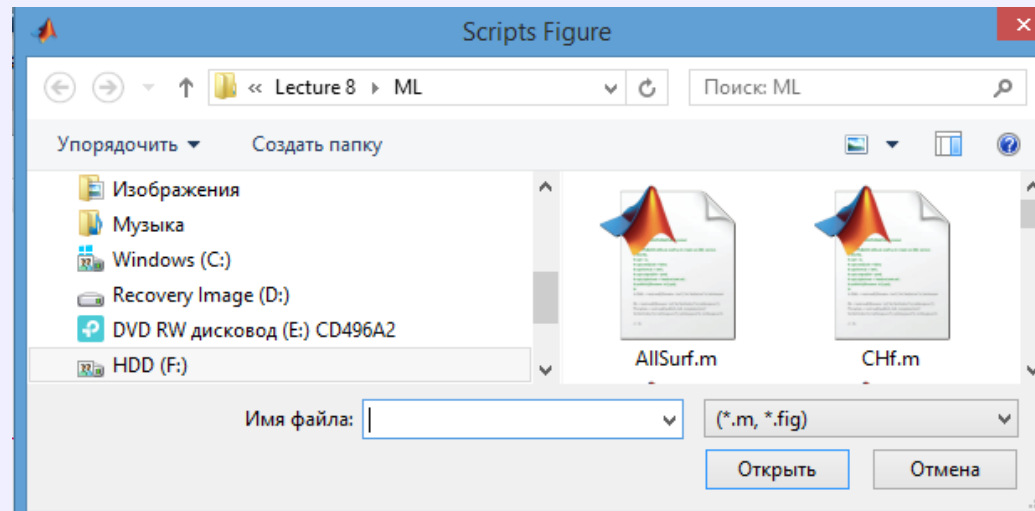 Scripts Figure
« Lecture 8 ML
Поиск: ML
Упорядочить Создать папку
Изображения
Музыка
Windows (C:)
Recovery Image (D:)
DVD RW дисковод (E:) CD496A2
HDD (F:)
AllSurf.m CHf.m
Имя файла:
(*.m, *.fig)
Открыть Отмена